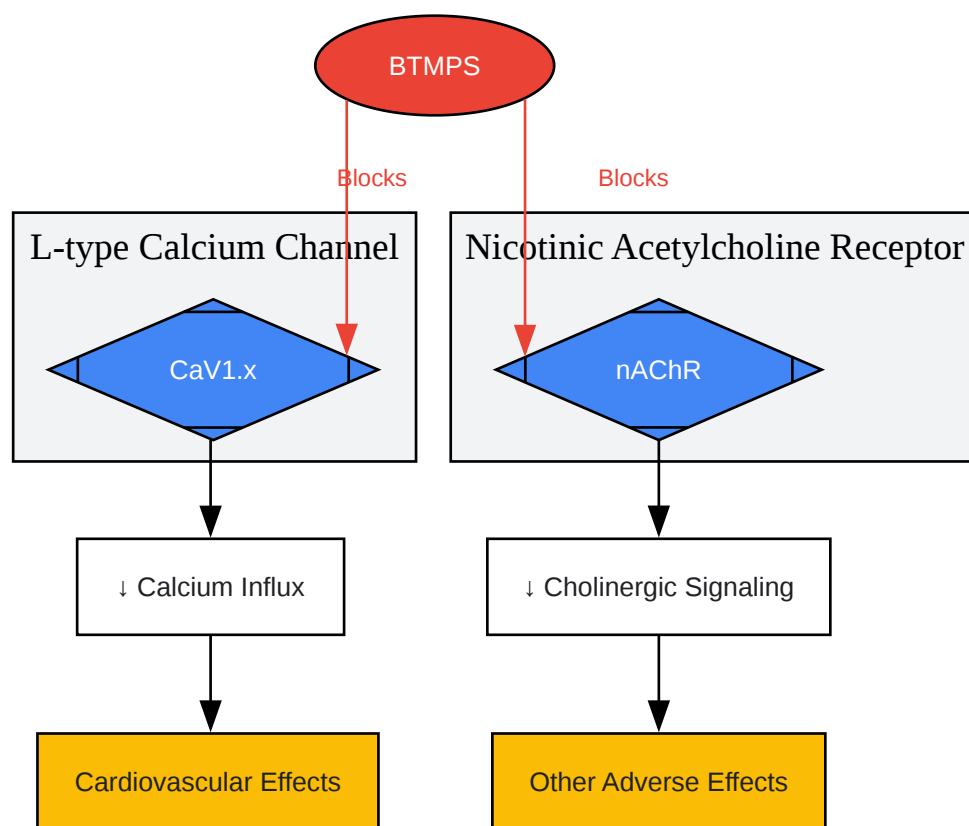 BTMPS
Blocks
Blocks
L-type Calcium Channel
Nicotinic Acetylcholine Receptor
CaV1.x
nAChR
↓ Calcium Influx
↓ Cholinergic Signaling
Cardiovascular Effects
Other Adverse Effects